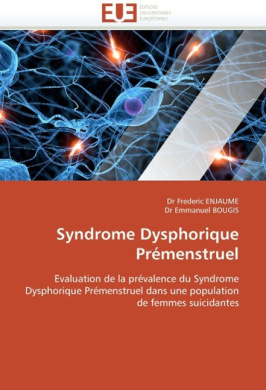 EUE
ÉDITIONS
UNIVERSITAIRES
EUROPÉENNES
Dr Frederic ENJAUME
Dr Emmanuel BOUGIS
Syndrome Dysphorique
Prémenstruel
Evaluation de la prévalence du Syndrome
Dysphorique Prémenstruel dans une population
de femmes suicidantes